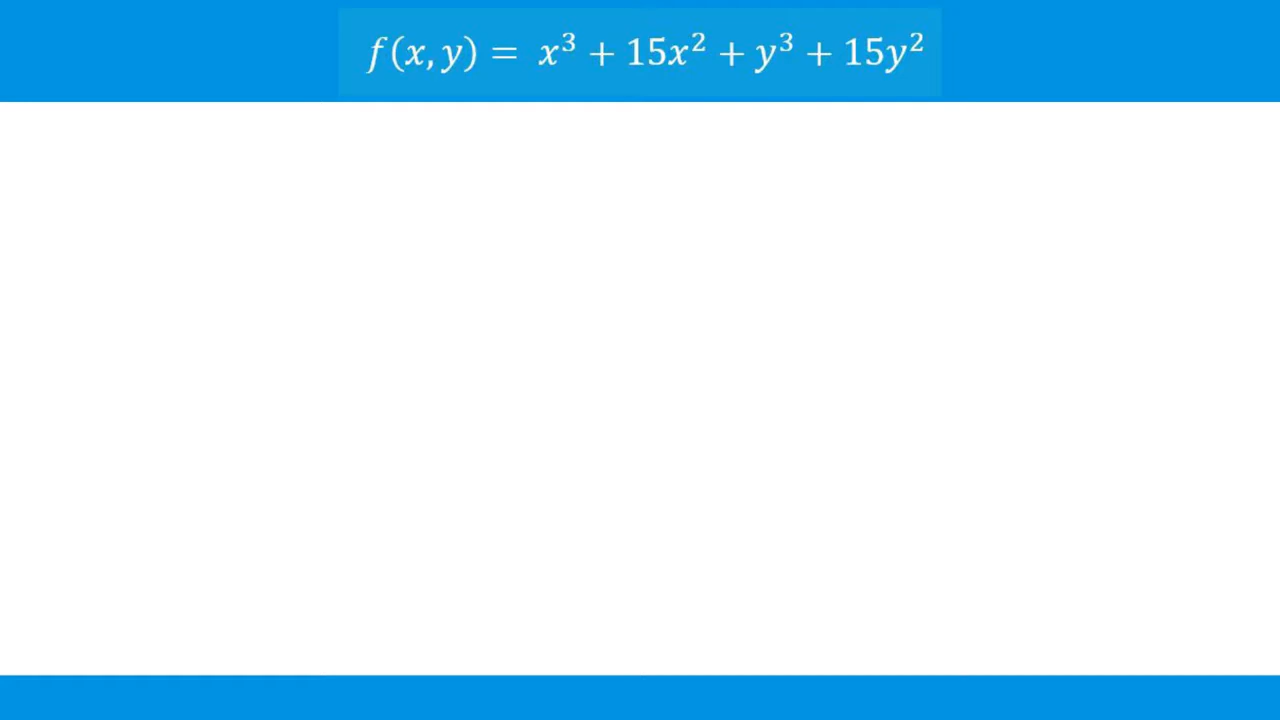 f(x, y) = x³ + 15x² + y³ + 15y²